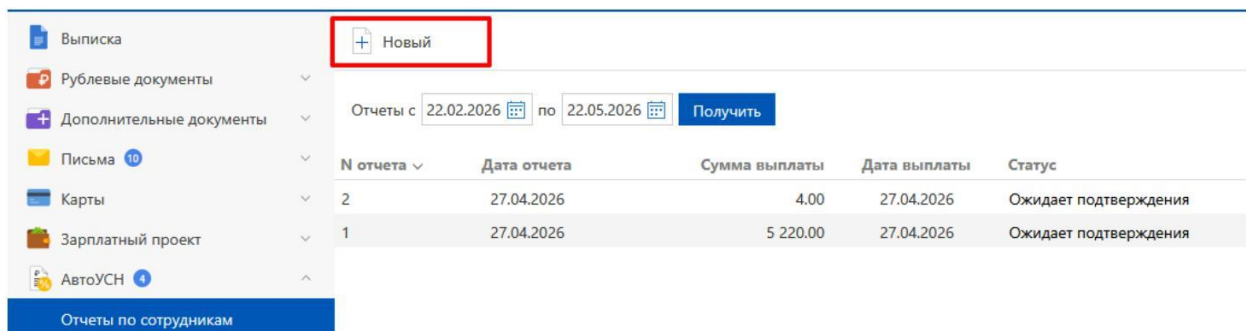 Выписка
Новый
Рублевые документы
Дополнительные документы
Отчеты с 22.02.2026 по 22.05.2026 Получить
Письма 10
N отчета Дата отчета Сумма выплаты Дата выплаты Статус
Карты
2 27.04.2026 4.00 27.04.2026 Ожидает подтверждения
Зарплатный проект
1 27.04.2026 5 220.00 27.04.2026 Ожидает подтверждения
АвтоУСН 4
Отчеты по сотрудникам